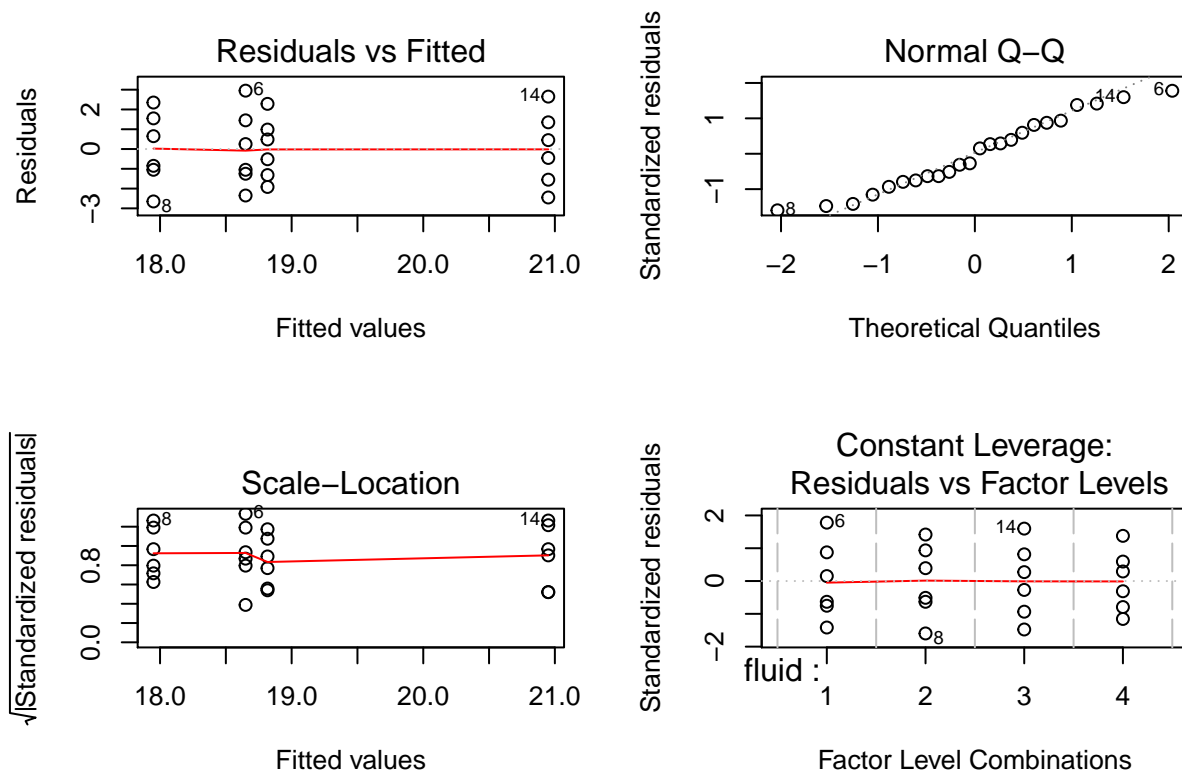 Residuals vs Fitted
Residuals
2
0
−3
6
14
8
18.0 19.0 20.0 21.0
Fitted values
Normal Q−Q
Standardized residuals
1
−1
14
6
8
−2 −1 0 1 2
Theoretical Quantiles
Scale−Location
√|Standardized residuals|
0.8
0.0
8
6
14
18.0 19.0 20.0 21.0
Fitted values
Constant Leverage:
Residuals vs Factor Levels
Standardized residuals
2
0
−2
6
14
8
fluid :
1 2 3 4
Factor Level Combinations